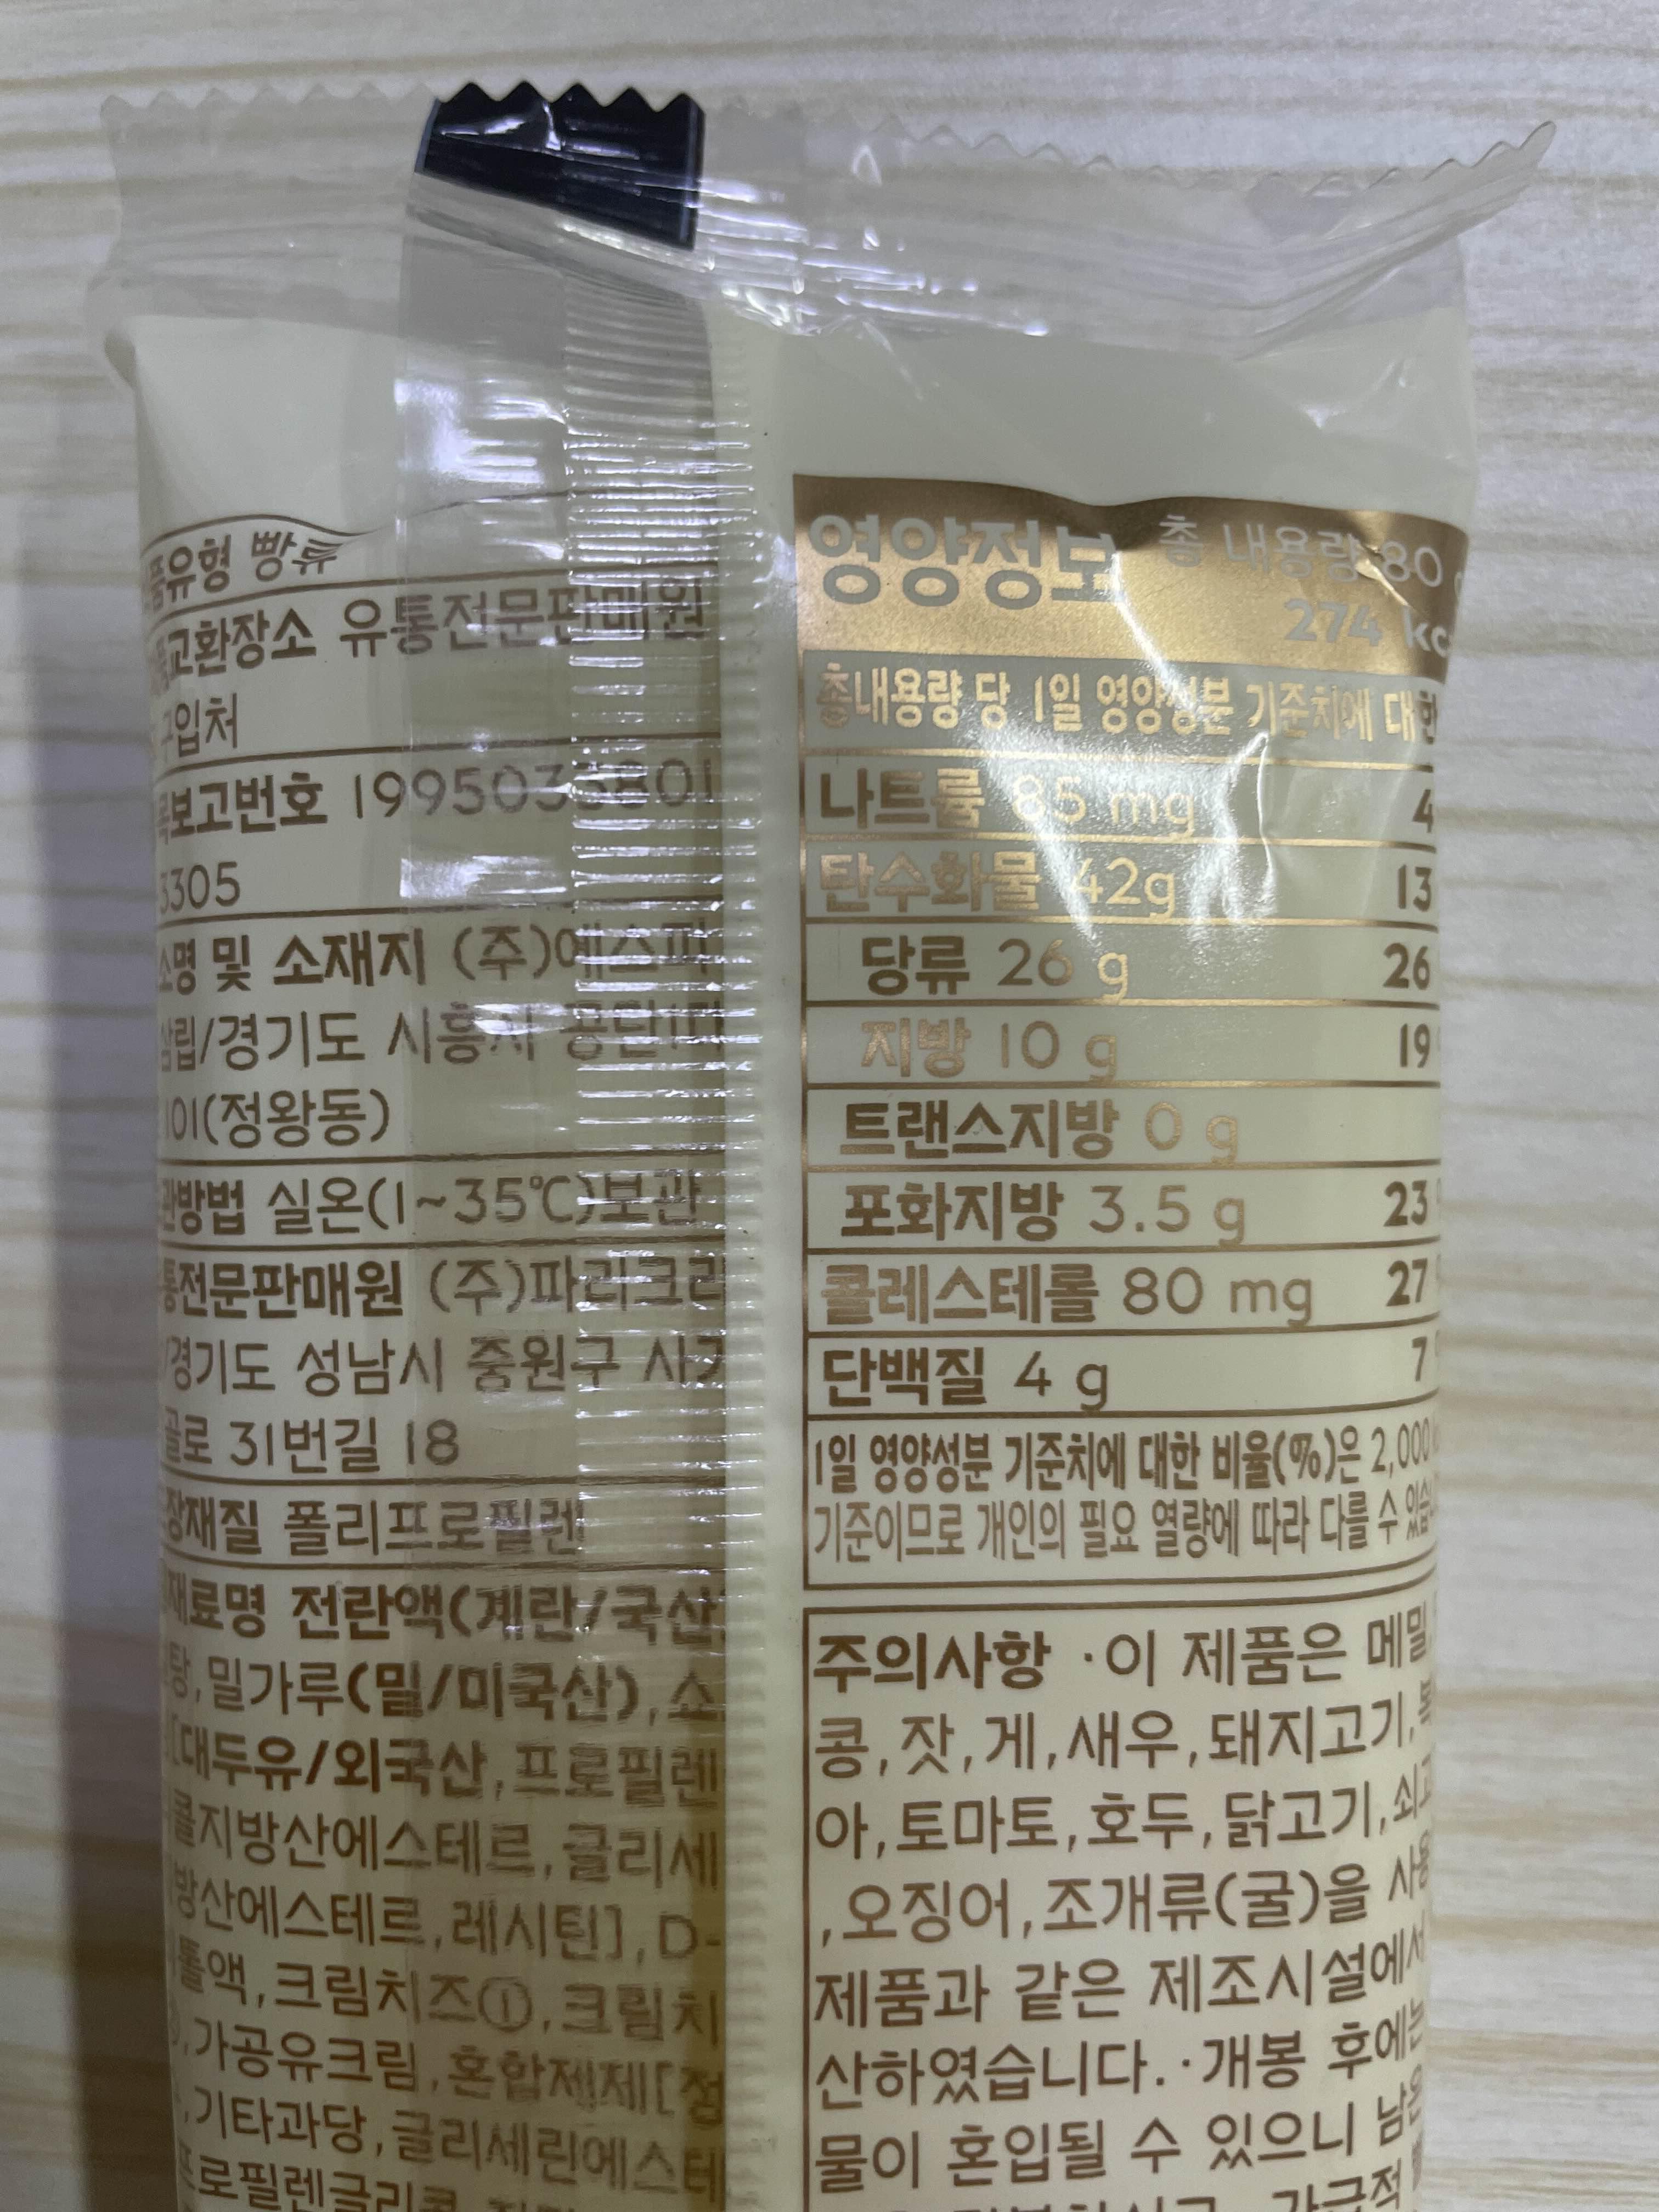 품유형 빵류
교환장소 유통전문판매원
구입처
보고번호 1995033801
3305
소명 및 소재지 (주)에스피
삼립/경기도 시흥시 공단1대
101(정왕동)
관방법 실온(1~35℃)보관
통전문판매원 (주)파리크라
/경기도 성남시 중원구 사기
골로 31번길 18
장재질 폴리프로필렌
재료명 전란액(계란/국산)
탕,밀가루(밀/미국산),쇼
[대두유/외국산,프로필렌
콜지방산에스테르,글리세
방산에스테르,레시틴],D-
톨액,크림치즈①,크림치
,가공유크림,혼합제제[정
,기타과당,글리세린에스테
프로필렌글리콜
영양정보 총 내용량 80 g
274 kc
총내용량 당 1일 영양성분 기준치에 대한
나트륨 85 mg 4
탄수화물 42g 13
당류 26 g 26
지방 10 g 19
트랜스지방 0 g
포화지방 3.5 g 23
콜레스테롤 80 mg 27
단백질 4 g 7
1일 영양성분 기준치에 대한 비율(%)은 2,000
기준이므로 개인의 필요 열량에 따라 다를 수 있습
주의사항 ·이 제품은 메밀,
콩,잣,게,새우,돼지고기,복
아,토마토,호두,닭고기,쇠고
,오징어,조개류(굴)을 사용
제품과 같은 제조시설에서
산하였습니다.·개봉 후에는
물이 혼입될 수 있으니 남은
가급적